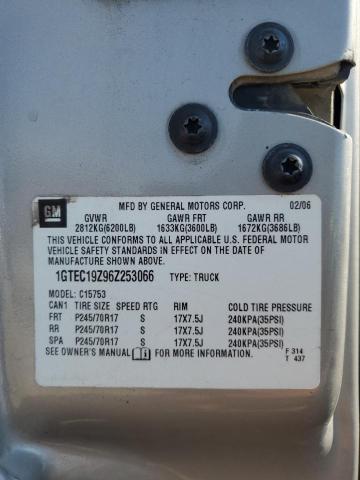 GM
MFD BY GENERAL MOTORS CORP. 02/06
GVWR GAWR FRT GAWR RR
2812KG(6200LB) 1633KG(3600LB) 1672KG(3686LB)
THIS VEHICLE CONFORMS TO ALL APPLICABLE U.S. FEDERAL MOTOR
VEHICLE SAFETY STANDARDS IN EFFECT ON THE DATE OF
MANUFACTURE SHOWN ABOVE.
1GTEC19Z96Z253066 TYPE: TRUCK
MODEL: C15753
CAN1 TIRE SIZE SPEED RTG RIM COLD TIRE PRESSURE
FRT P245/70R17 S 17X7.5J 240KPA(35PSI)
RR P245/70R17 S 17X7.5J 240KPA(35PSI)
SPA P245/70R17 S 17X7.5J 240KPA(35PSI)
SEE OWNER'S MANUAL FOR MORE INFORMATION. F 314
T 437